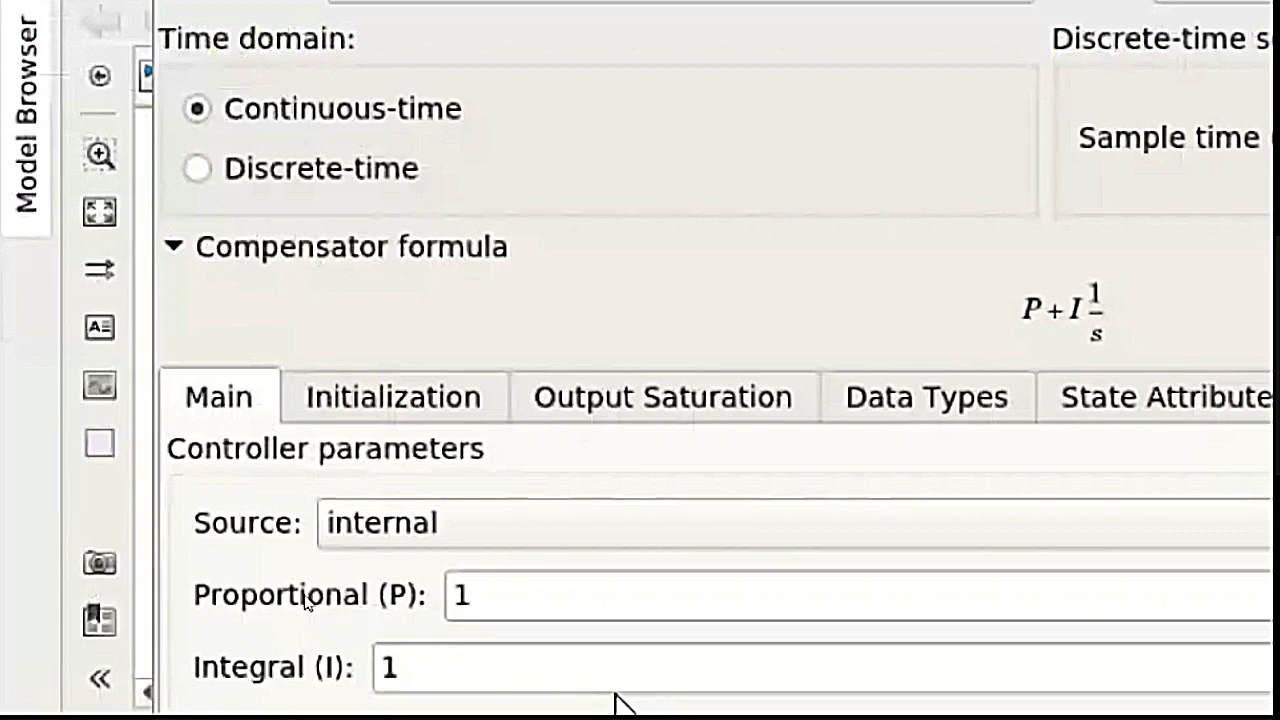 Model Browser
Time domain:
Discrete-time s
Continuous-time
Discrete-time
Sample time
Compensator formula
P + I 1/s
Main
Initialization
Output Saturation
Data Types
State Attribute
Controller parameters
Source: internal
Proportional (P): 1
Integral (I): 1